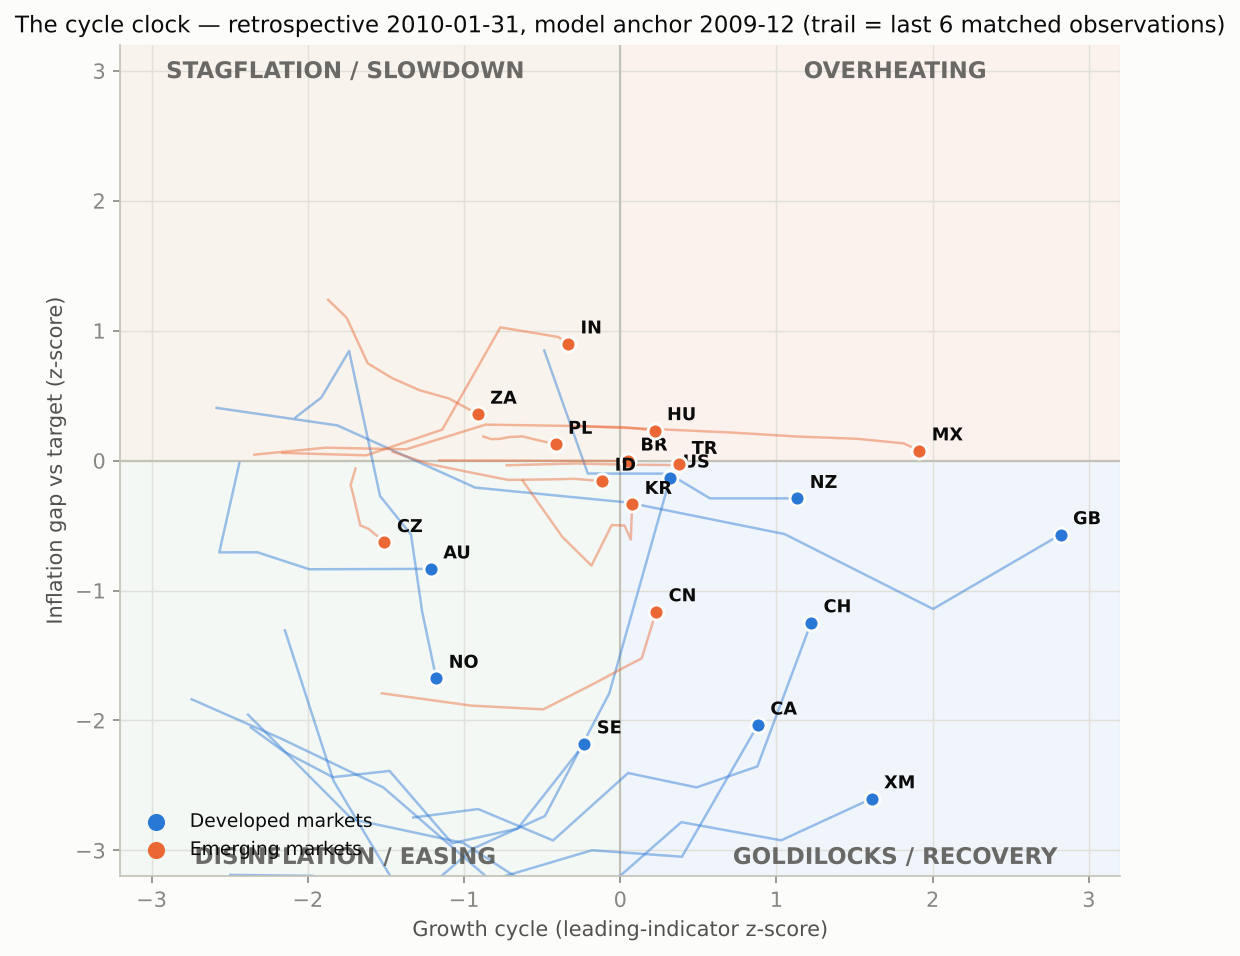 The cycle clock — retrospective 2010-01-31, model anchor 2009-12 (trail = last 6 matched observations)
STAGFLATION / SLOWDOWN
OVERHEATING
3
2
1
0
−1
−2
−3
Inflation gap vs target (z-score)
IN
ZA
HU
PL
MX
BR
TR
ID
US
KR
NZ
CZ
GB
AU
CN
CH
NO
CA
SE
XM
Developed markets
Emerging markets
DISINFLATION / EASING
GOLDILOCKS / RECOVERY
−3
−2
−1
0
1
2
3
Growth cycle (leading-indicator z-score)